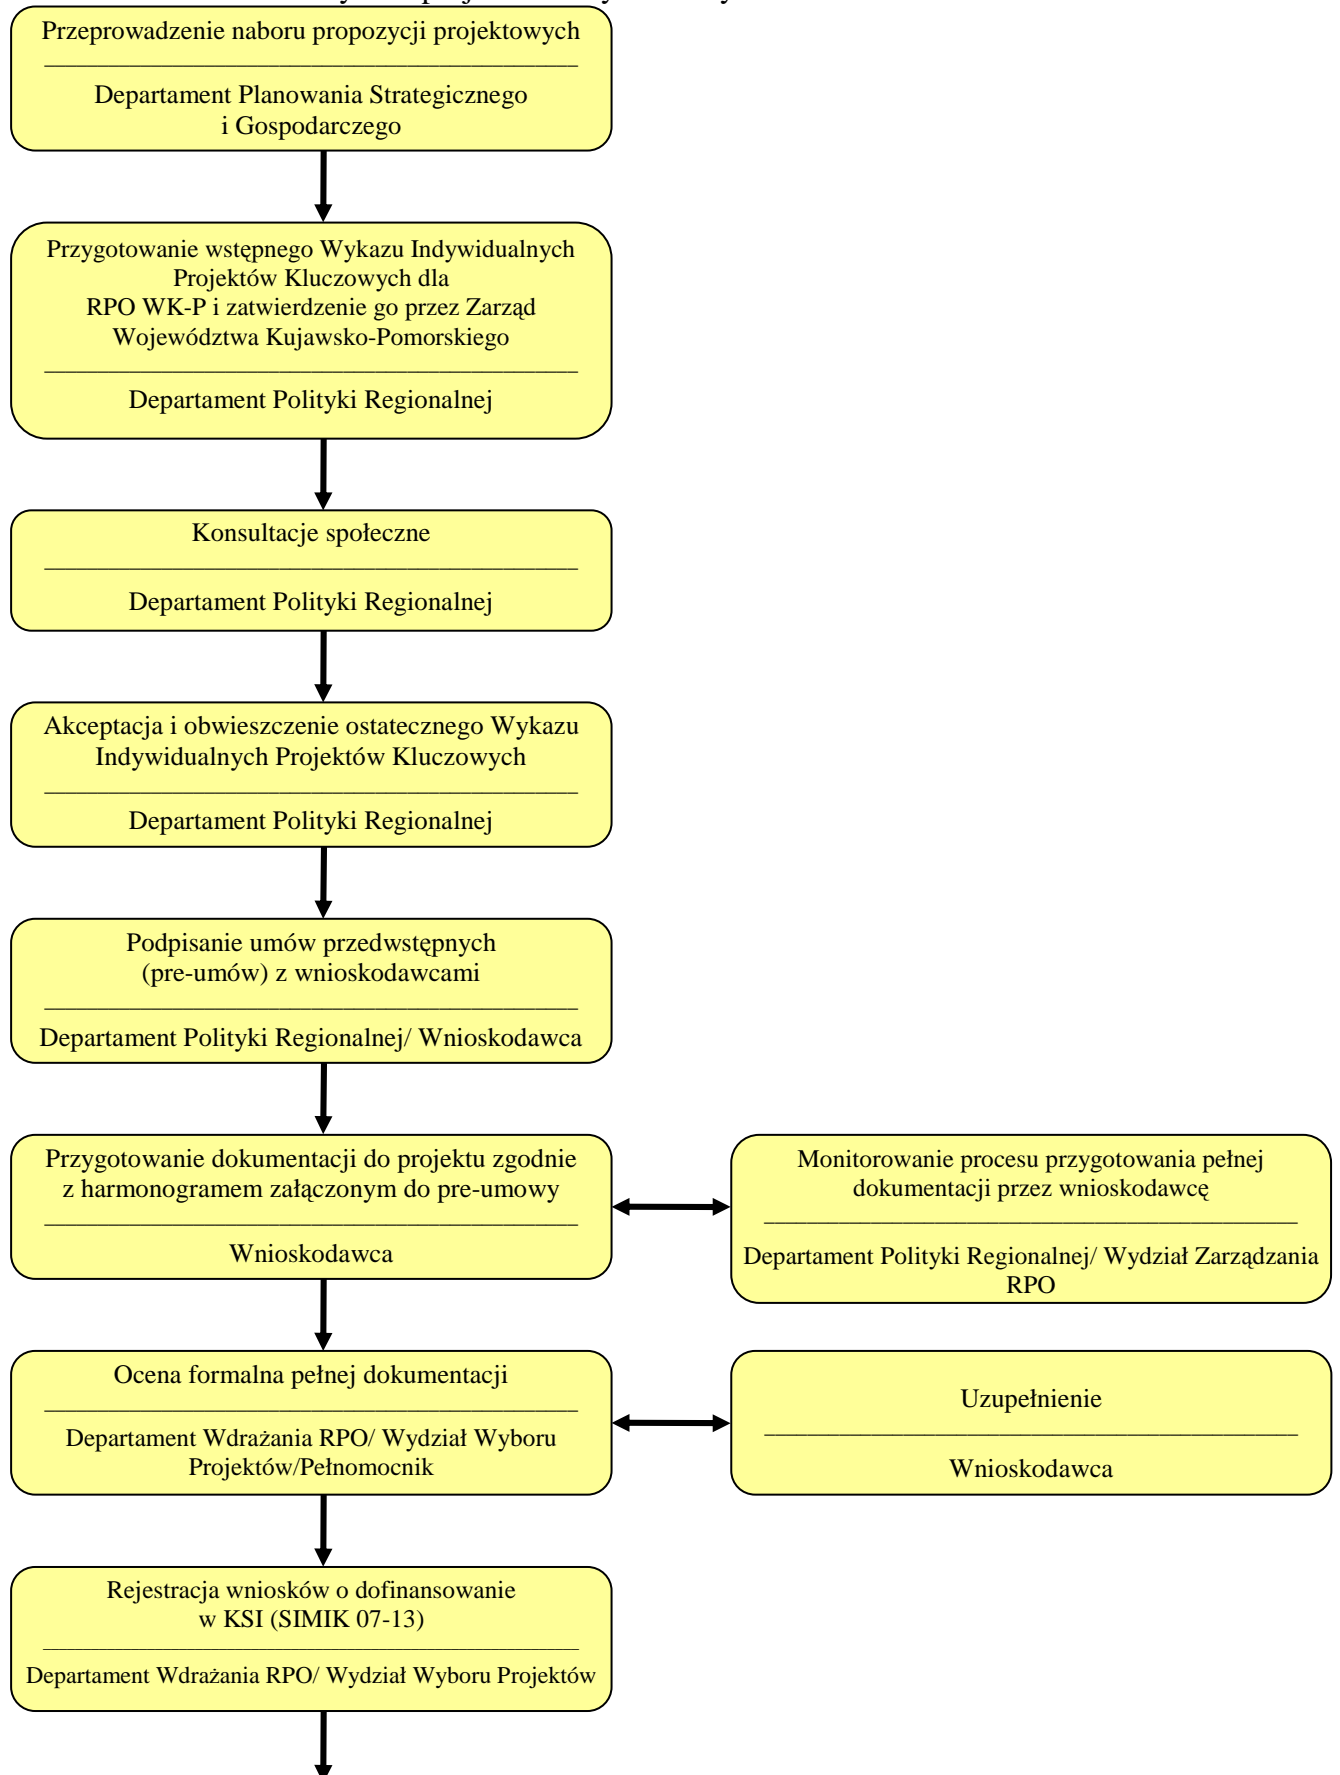 Przeprowadzenie naboru propozycji projektowych
Departament Planowania Strategicznego
i Gospodarczego
Przygotowanie wstępnego Wykazu Indywidualnych
Projektów Kluczowych dla
RPO WK-P i zatwierdzenie go przez Zarząd
Województwa Kujawsko-Pomorskiego
Departament Polityki Regionalnej
Konsultacje społeczne
Departament Polityki Regionalnej
Akceptacja i obwieszczenie ostatecznego Wykazu
Indywidualnych Projektów Kluczowych
Departament Polityki Regionalnej
Podpisanie umów przedwstępnych
(pre-umów) z wnioskodawcami
Departament Polityki Regionalnej/ Wnioskodawca
Przygotowanie dokumentacji do projektu zgodnie
z harmonogramem załączonym do pre-umowy
Wnioskodawca
Monitorowanie procesu przygotowania pełnej
dokumentacji przez wnioskodawcę
Departament Polityki Regionalnej/ Wydział Zarządzania
RPO
Ocena formalna pełnej dokumentacji
Departament Wdrażania RPO/ Wydział Wyboru
Projektów/Pełnomocnik
Uzupełnienie
Wnioskodawca
Rejestracja wniosków o dofinansowanie
w KSI (SIMIK 07-13)
Departament Wdrażania RPO/ Wydział Wyboru Projektów